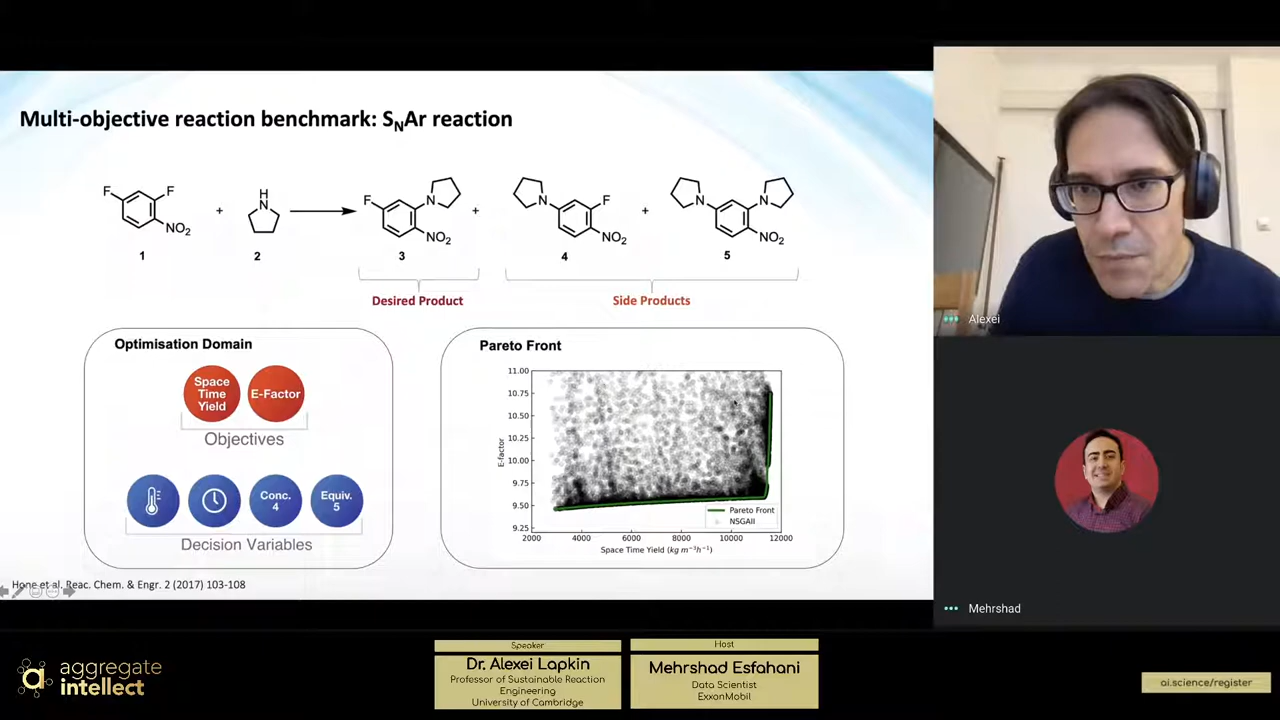 Multi-objective reaction benchmark: SNAr reaction
F
F
NO2
1
+
H
N
2
F
N
NO2
3
+
N
F
NO2
4
+
N
N
NO2
5
Desired Product
Side Products
Optimisation Domain
Space
Time
Yield
E-Factor
Objectives
Conc.
4
Equiv.
5
Decision Variables
Pareto Front
11.00
10.75
10.50
10.25
10.00
9.75
9.50
9.25
E-factor
2000 4000 6000 8000 10000 12000
Space Time Yield (kg m⁻³h⁻¹)
Pareto Front
NSGAII
Hone et al. Reac. Chem. & Engr. 2 (2017) 103-108
Alexei
Mehrshad
aggregate
intellect
Speaker
Dr. Alexei Lapkin
Professor of Sustainable Reaction
Engineering
University of Cambridge
Host
Mehrshad Esfahani
Data Scientist
ExxonMobil
ai.science/register